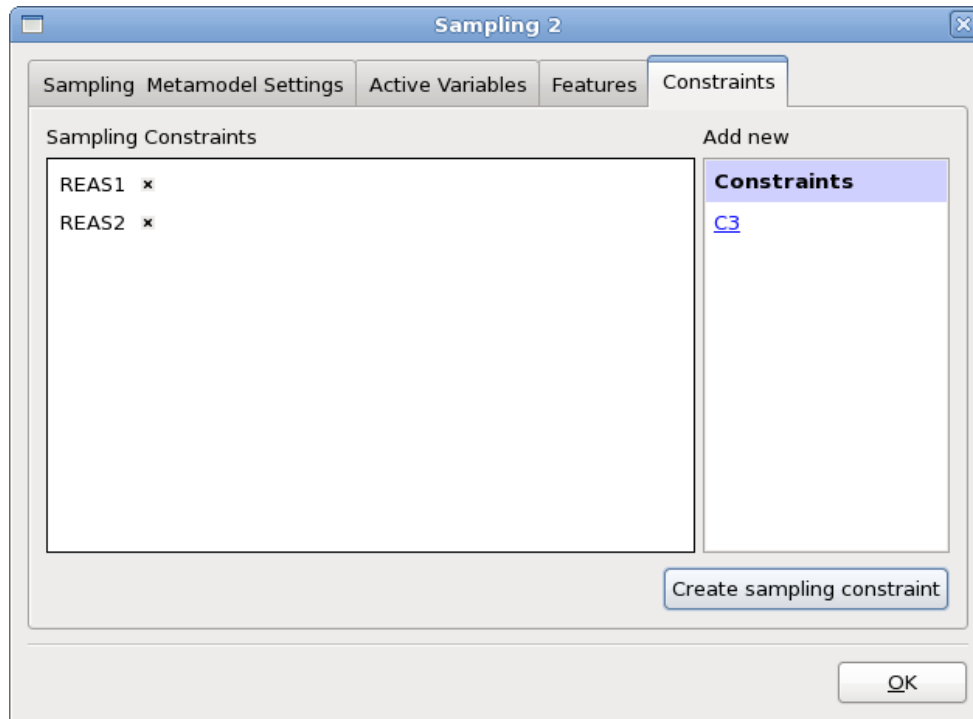 Sampling 2
Sampling Metamodel Settings
Active Variables
Features
Constraints
Sampling Constraints
Add new
REAS1
REAS2
Constraints
C3
Create sampling constraint
OK